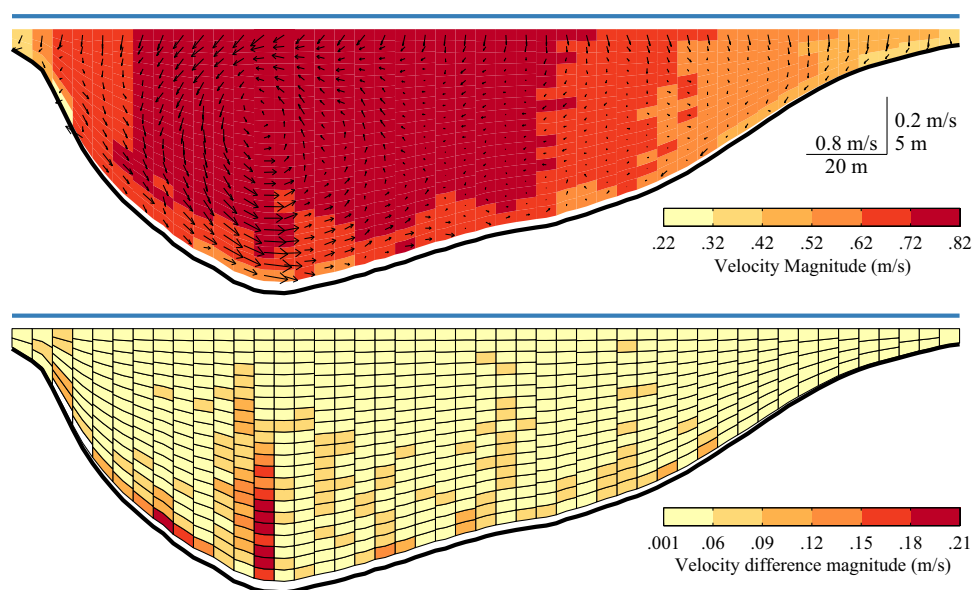 0.2 m/s
0.8 m/s 5 m
20 m
.22 .32 .42 .52 .62 .72 .82
Velocity Magnitude (m/s)
.001 .06 .09 .12 .15 .18 .21
Velocity difference magnitude (m/s)